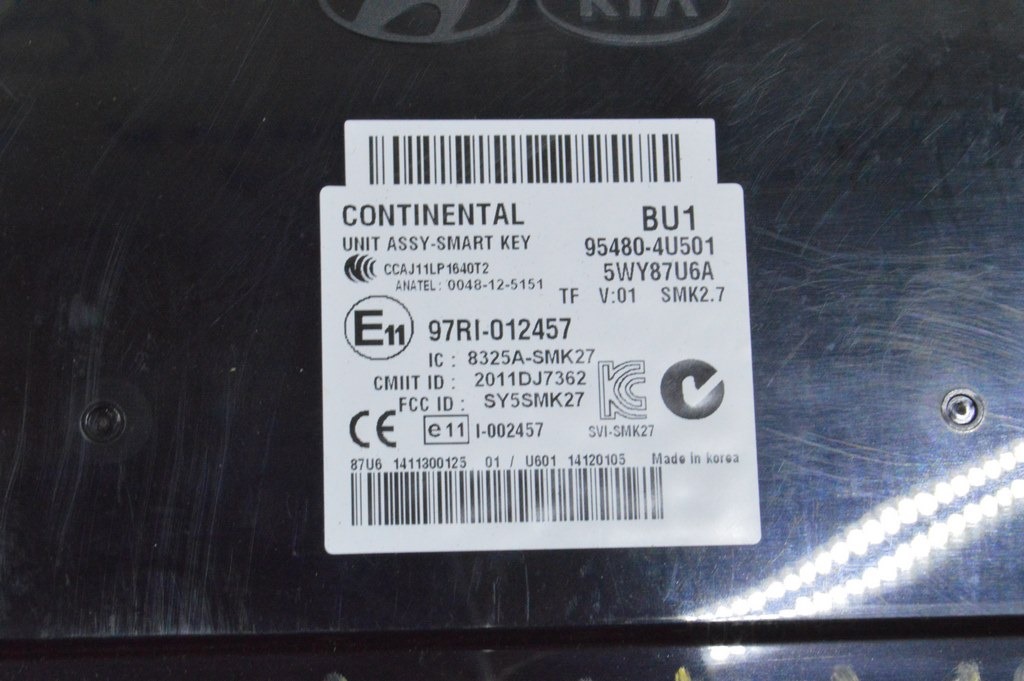 KIA
CONTINENTAL BU1
UNIT ASSY-SMART KEY 95480-4U501
CCAJ11LP1640T2 5WY87U6A
ANATEL: 0048-12-5151
TF V:01 SMK2.7
E11 97RI-012457
IC : 8325A-SMK27
CMIIT ID : 2011DJ7362
FCC ID : SY5SMK27
CE e11 I-002457 SVI-SMK27
87U6 1411300125 01 / U601 14120105 Made in korea